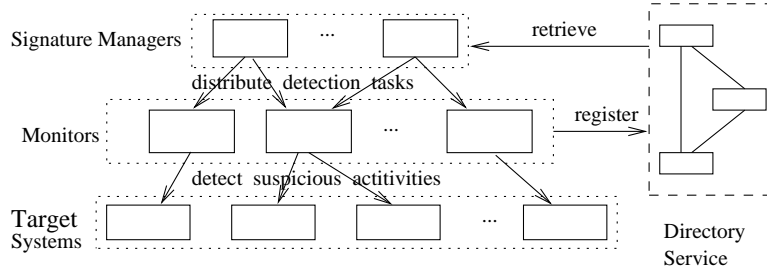 Signature Managers
...
retrieve
distribute detection tasks
Monitors
...
register
detect suspicious actitivities
Target
Systems
...
Directory
Service